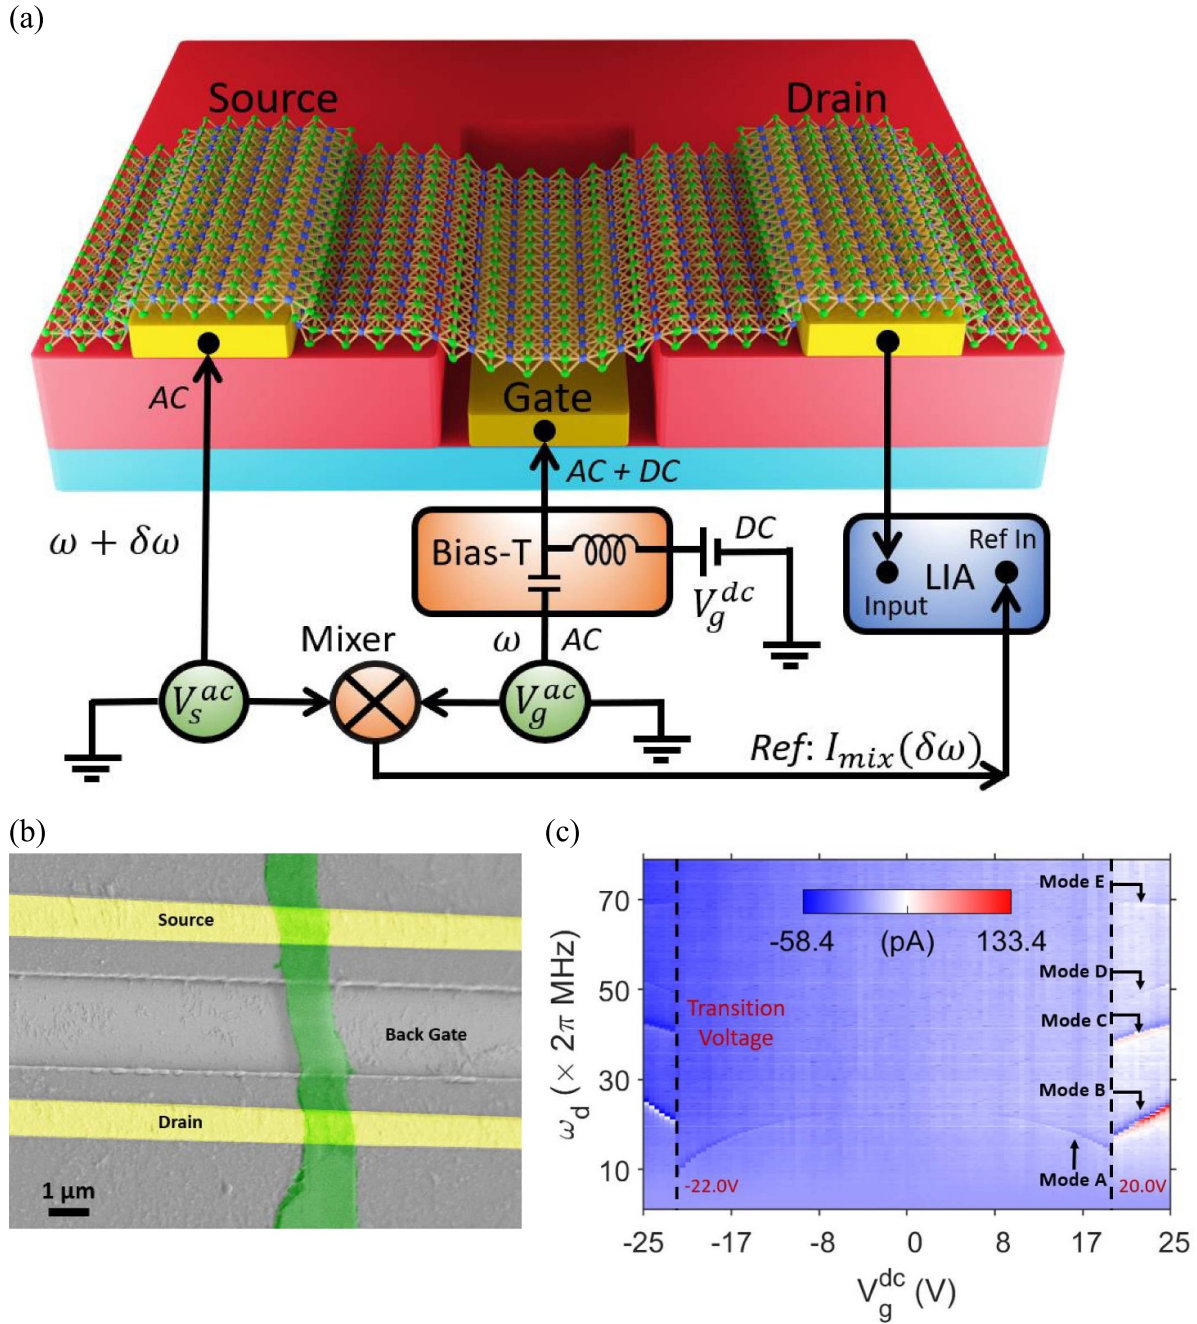 (a)
Source
Drain
AC
Gate
AC + DC
ω + δω
Bias-T
DC
V_g^{dc}
Ref In
LIA
Input
Mixer
ω
AC
V_s^{ac}
V_g^{ac}
Ref: I_{mix}(δω)
(b)
Source
Back Gate
Drain
1 μm
(c)
ω_d (× 2π MHz)
70
50
30
10
Mode E
-58.4
(pA)
133.4
Mode D
Transition
Voltage
Mode C
Mode B
Mode A
-22.0V
20.0V
-25
-17
-8
0
8
17
25
V_g^{dc} (V)